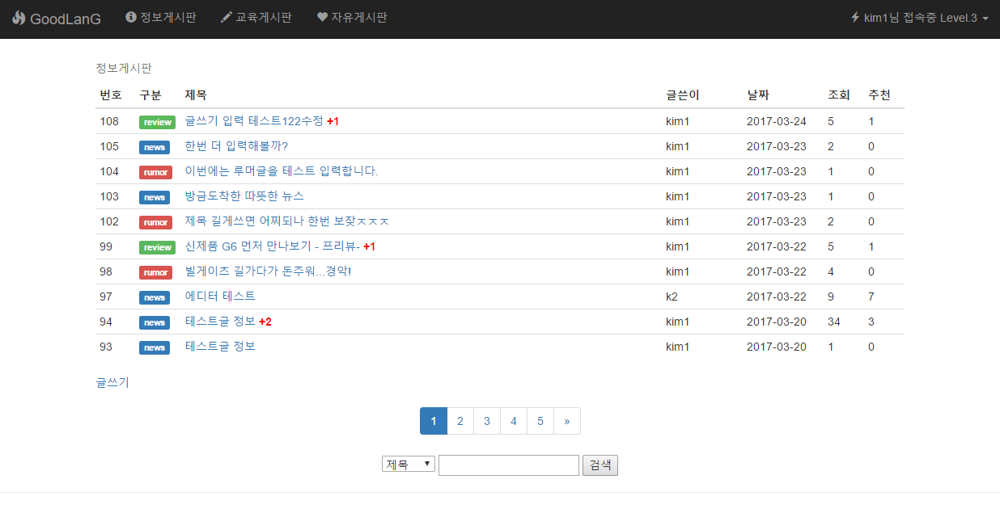 GoodLanG 정보게시판 교육게시판 자유게시판 kim1님 접속중 Level.3
정보게시판
번호 구분 제목 글쓴이 날짜 조회 추천
108 review 글쓰기 입력 테스트122수정 +1 kim1 2017-03-24 5 1
105 news 한번 더 입력해볼까? kim1 2017-03-23 2 0
104 rumor 이번에는 루머글을 테스트 입력합니다. kim1 2017-03-23 1 0
103 news 방금도착한 따뜻한 뉴스 kim1 2017-03-23 1 0
102 rumor 제목 길게쓰면 어찌되나 한번 보잦ㅈㅈㅈ kim1 2017-03-23 2 0
99 review 신제품 G6 먼저 만나보기 - 프리뷰- +1 kim1 2017-03-22 5 1
98 rumor 빌게이츠 길가다가 돈주워...경악! kim1 2017-03-22 4 0
97 news 에디터 테스트 k2 2017-03-22 9 7
94 news 테스트글 정보 +2 kim1 2017-03-20 34 3
93 news 테스트글 정보 kim1 2017-03-20 1 0
글쓰기
1 2 3 4 5 »
제목 검색